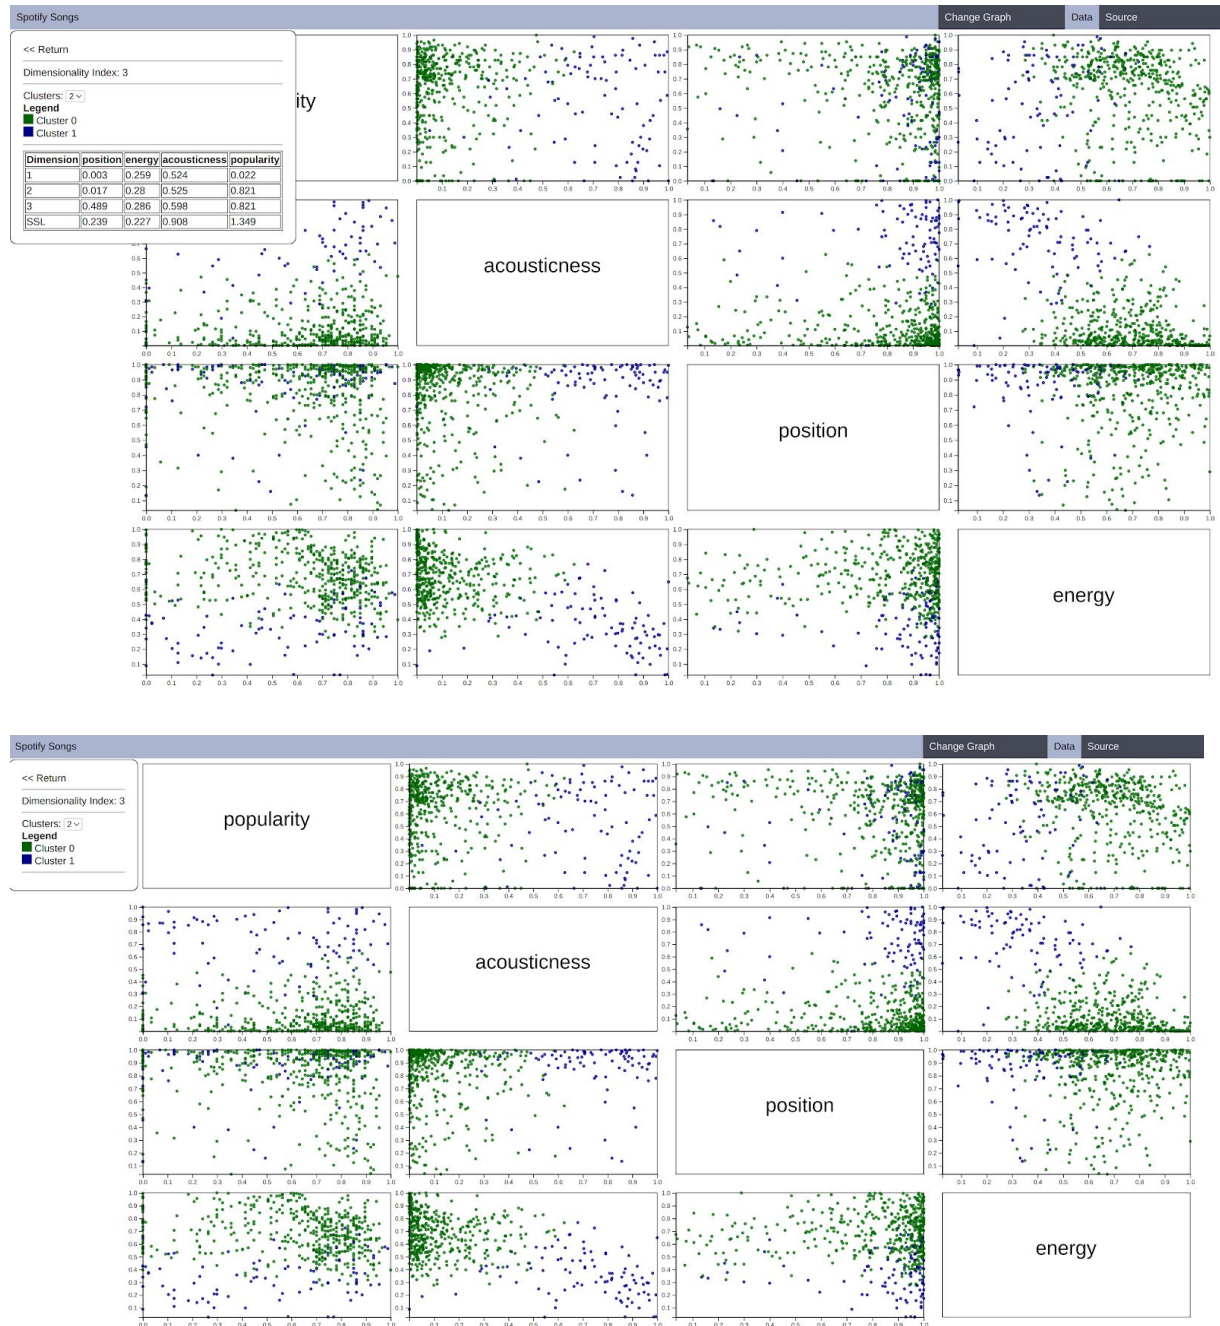 Spotify Songs Change Graph Data Source
<< Return
Dimensionality Index: 3
Clusters: 2
Legend
Cluster 0
Cluster 1
Dimension position energy acousticness popularity
1 0.003 0.259 0.524 0.022
2 0.017 0.28 0.525 0.821
3 0.489 0.286 0.598 0.821
SSL 0.239 0.227 0.908 1.349
ity
acousticness
position
energy
Spotify Songs Change Graph Data Source
<< Return
Dimensionality Index: 3
Clusters: 2
Legend
Cluster 0
Cluster 1
popularity
acousticness
position
energy